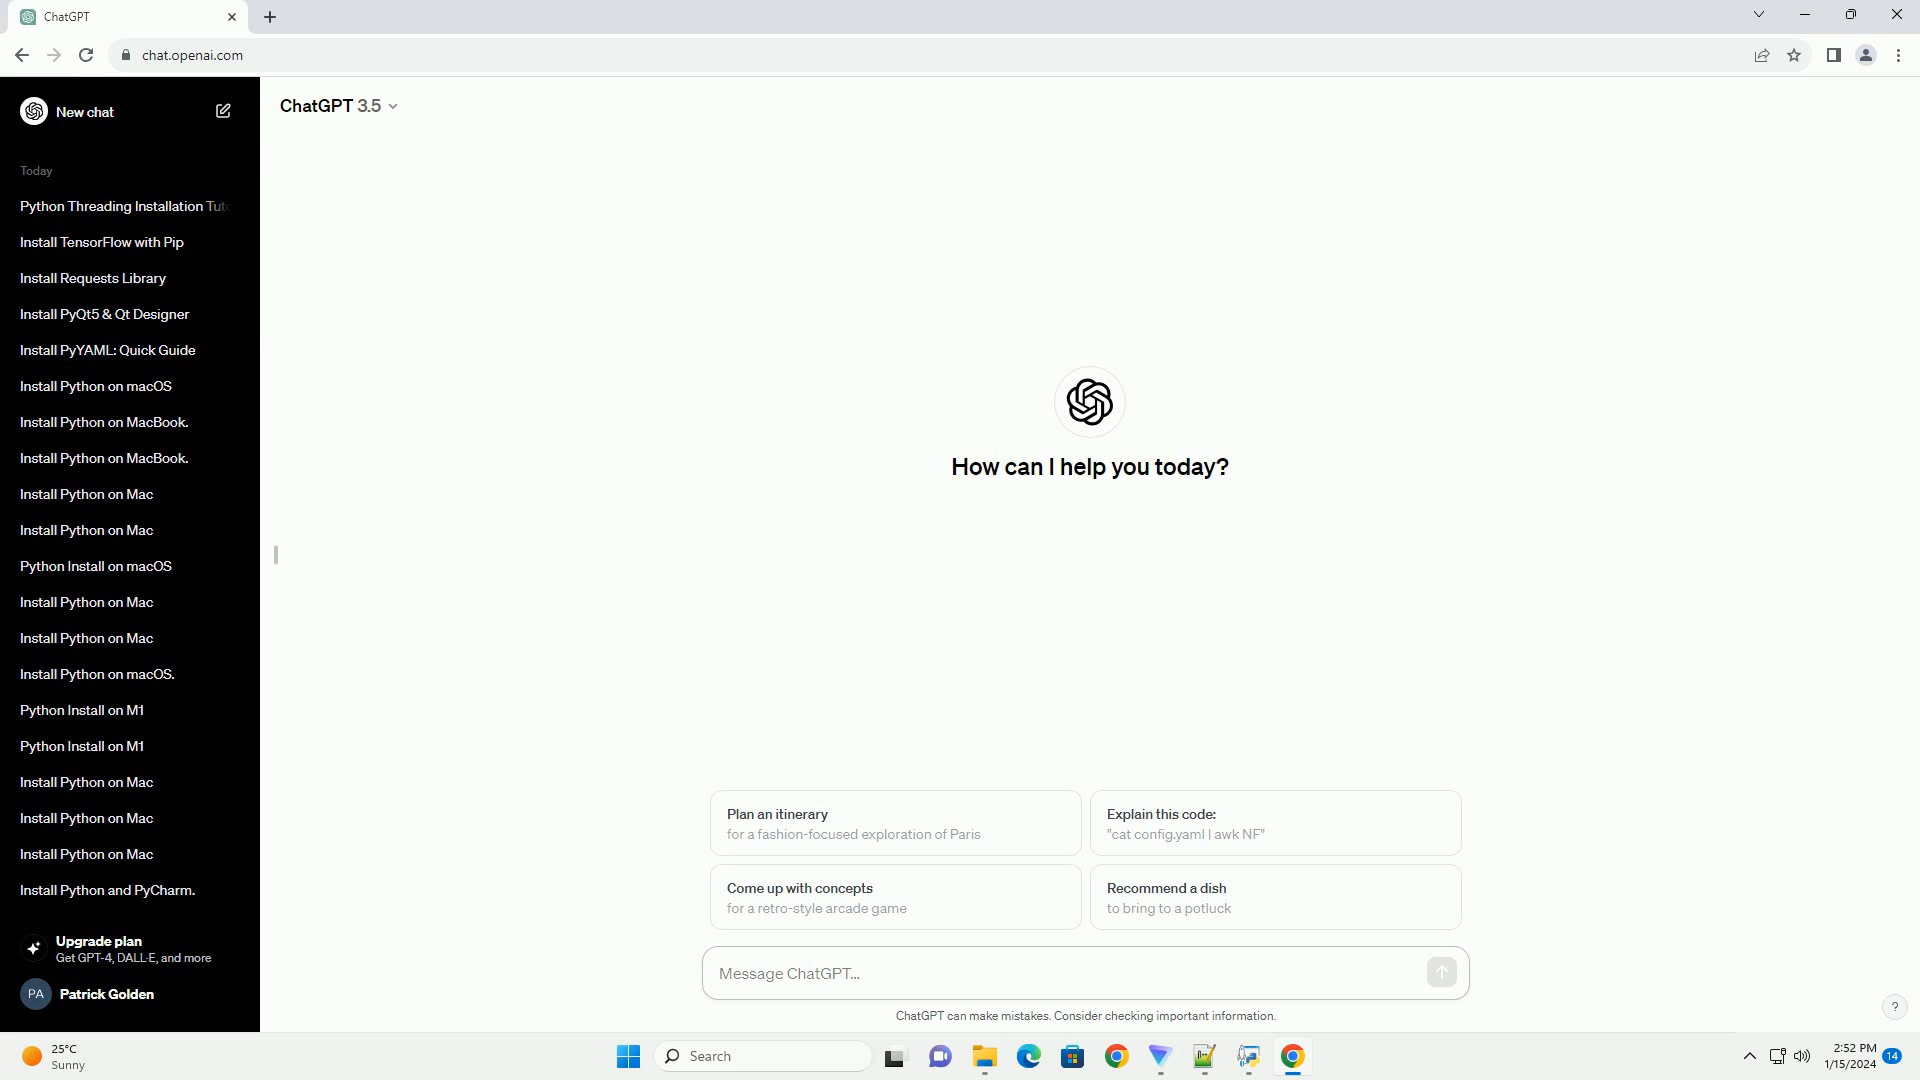 ChatGPT
chat.openai.com
New chat
ChatGPT 3.5
Today
Python Threading Installation Tut
Install TensorFlow with Pip
Install Requests Library
Install PyQt5 & Qt Designer
Install PyYAML: Quick Guide
Install Python on macOS
Install Python on MacBook.
Install Python on MacBook.
Install Python on Mac
Install Python on Mac
Python Install on macOS
Install Python on Mac
Install Python on Mac
Install Python on macOS.
Python Install on M1
Python Install on M1
Install Python on Mac
Install Python on Mac
Install Python on Mac
Install Python and PyCharm.
Upgrade plan
Get GPT-4, DALL·E, and more
PA
Patrick Golden
How can I help you today?
Plan an itinerary
for a fashion-focused exploration of Paris
Explain this code:
"cat config.yaml | awk NF"
Come up with concepts
for a retro-style arcade game
Recommend a dish
to bring to a potluck
Message ChatGPT...
ChatGPT can make mistakes. Consider checking important information.
?
25°C
Sunny
Search
2:52 PM
1/15/2024
14